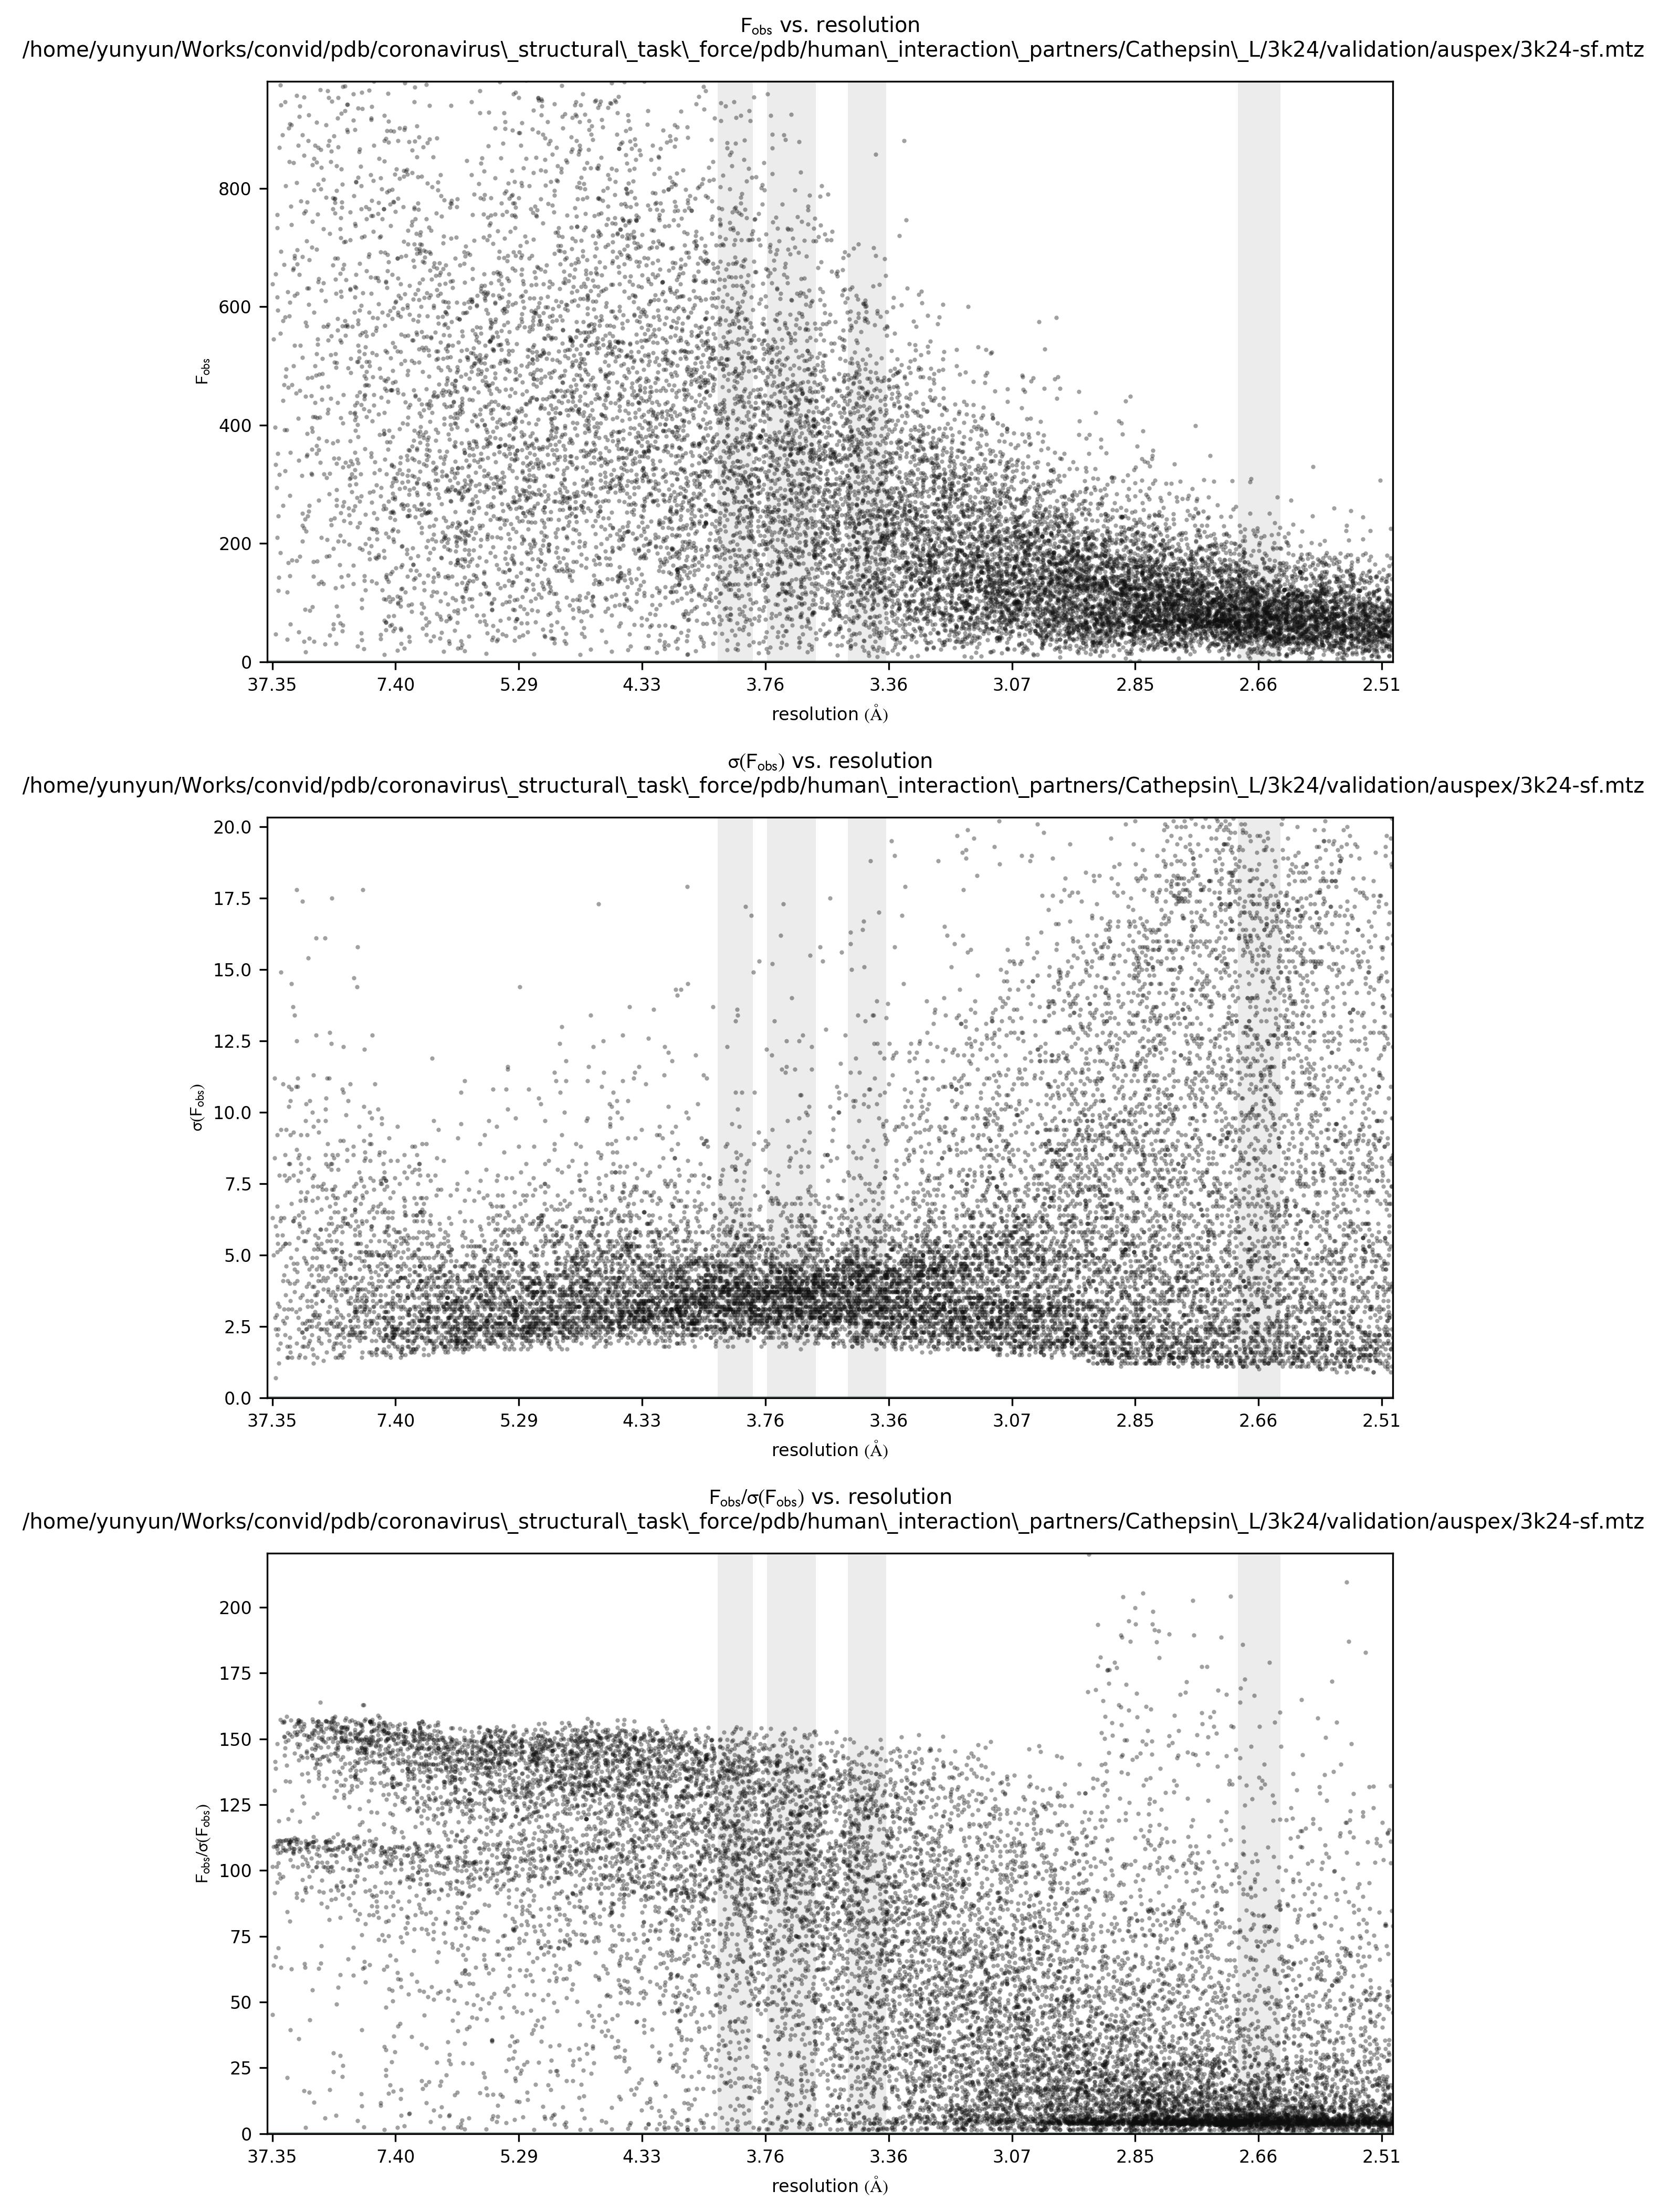 Fobs vs. resolution
/home/yunyun/Works/convid/pdb/coronavirus\_structural\_task\_force/pdb/human\_interaction\_partners/Cathepsin\_L/3k24/validation/auspex/3k24-sf.mtz
800
600
400
200
0
Fobs
37.35 7.40 5.29 4.33 3.76 3.36 3.07 2.85 2.66 2.51
resolution (Å)
σ(Fobs) vs. resolution
/home/yunyun/Works/convid/pdb/coronavirus\_structural\_task\_force/pdb/human\_interaction\_partners/Cathepsin\_L/3k24/validation/auspex/3k24-sf.mtz
20.0
17.5
15.0
12.5
10.0
7.5
5.0
2.5
0.0
σ(Fobs)
37.35 7.40 5.29 4.33 3.76 3.36 3.07 2.85 2.66 2.51
resolution (Å)
Fobs/σ(Fobs) vs. resolution
/home/yunyun/Works/convid/pdb/coronavirus\_structural\_task\_force/pdb/human\_interaction\_partners/Cathepsin\_L/3k24/validation/auspex/3k24-sf.mtz
200
175
150
125
100
75
50
25
0
Fobs/σ(Fobs)
37.35 7.40 5.29 4.33 3.76 3.36 3.07 2.85 2.66 2.51
resolution (Å)